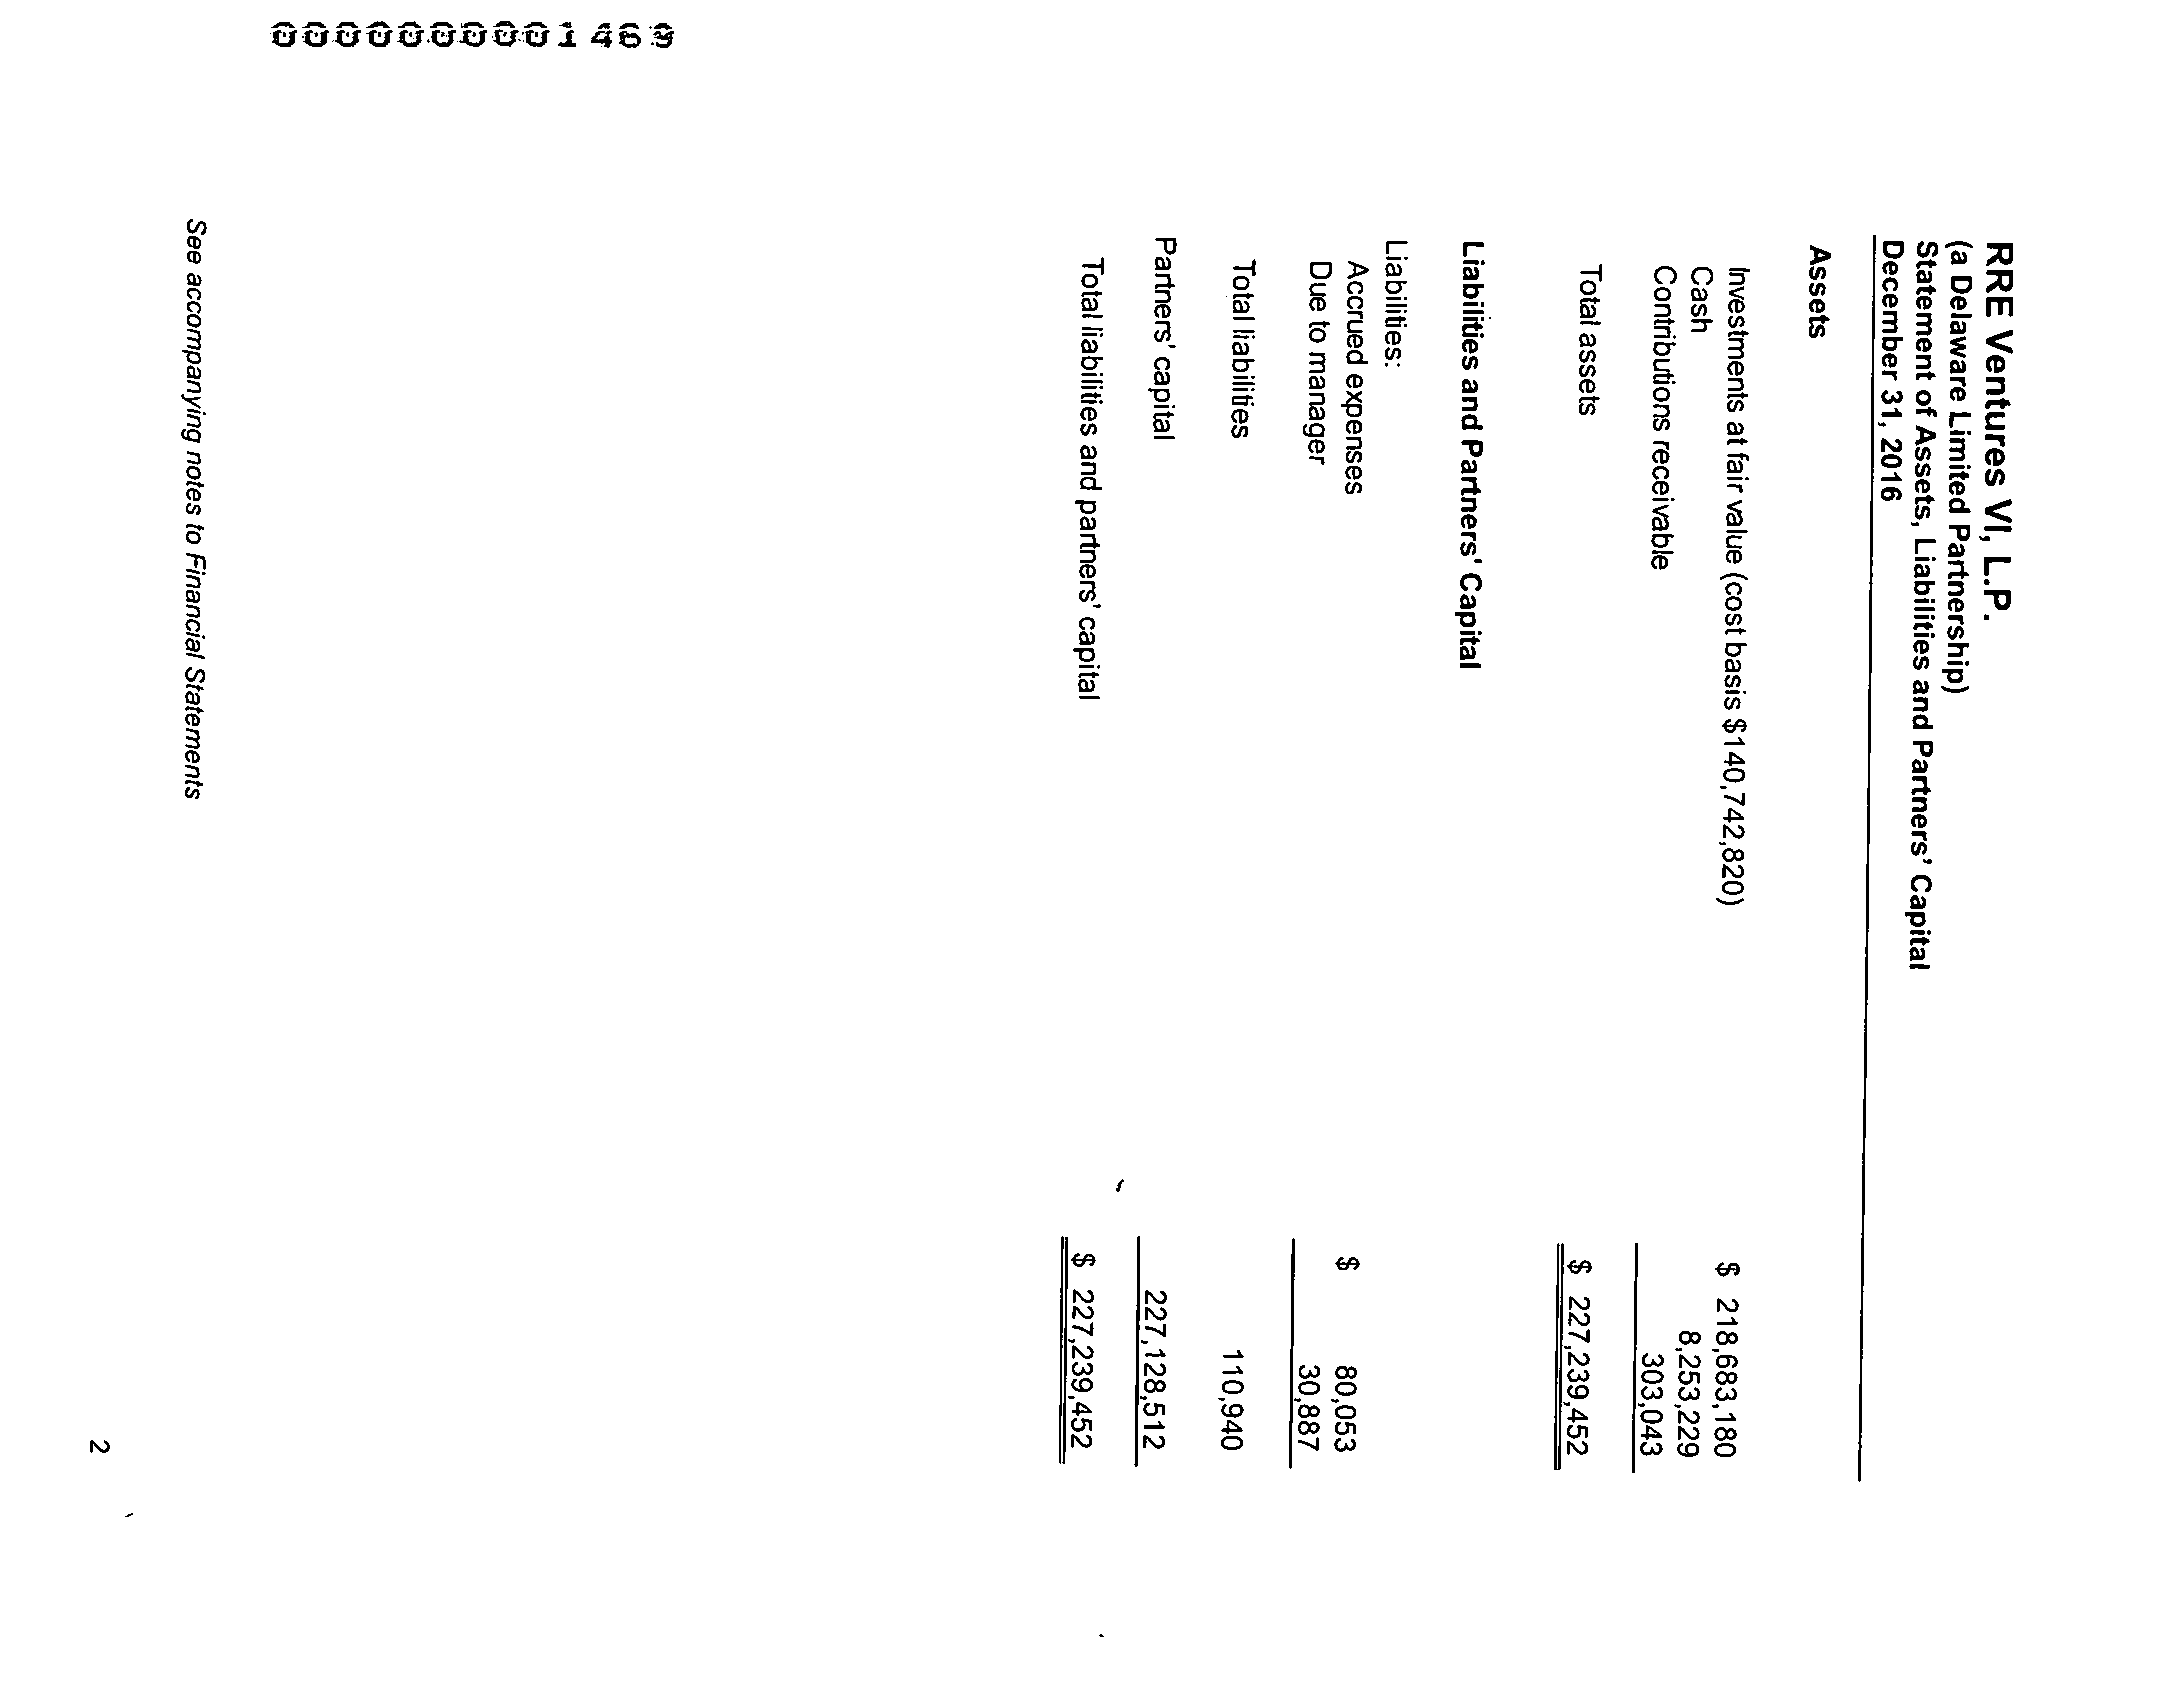 RRE Ventures VI, L.P.
(a Delaware Limited Partnership)
Statement of Assets, Liabilities and Partners' Capital
December 31, 2016
Assets
Investments at fair value (cost basis $140,742,820) $ 218,683,180
Cash 8,253,229
Contributions receivable 303,043
Total assets $ 227,239,452
Liabilities and Partners' Capital
Liabilities:
Accrued expenses $ 80,053
Due to manager 30,887
Total liabilities 110,940
Partners' capital 227,128,512
Total liabilities and partners' capital $ 227,239,452
See accompanying notes to Financial Statements
2